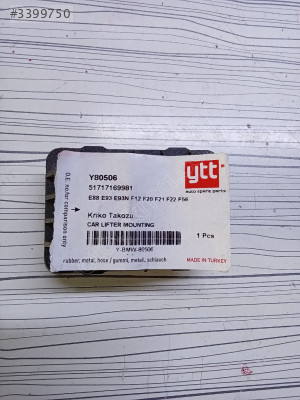 #3399750
Y80506
51717169981
E88 E93 E93N F12 F20 F21 F22 F56
Kriko Takozu
CAR LIFTER MOUNTING
1 Pcs
Y-BMW-80506
O.E. no/for comparison only
ytt
auto spare parts
rubber, metal, hose / gummi, metall, schlauch
MADE IN TURKEY